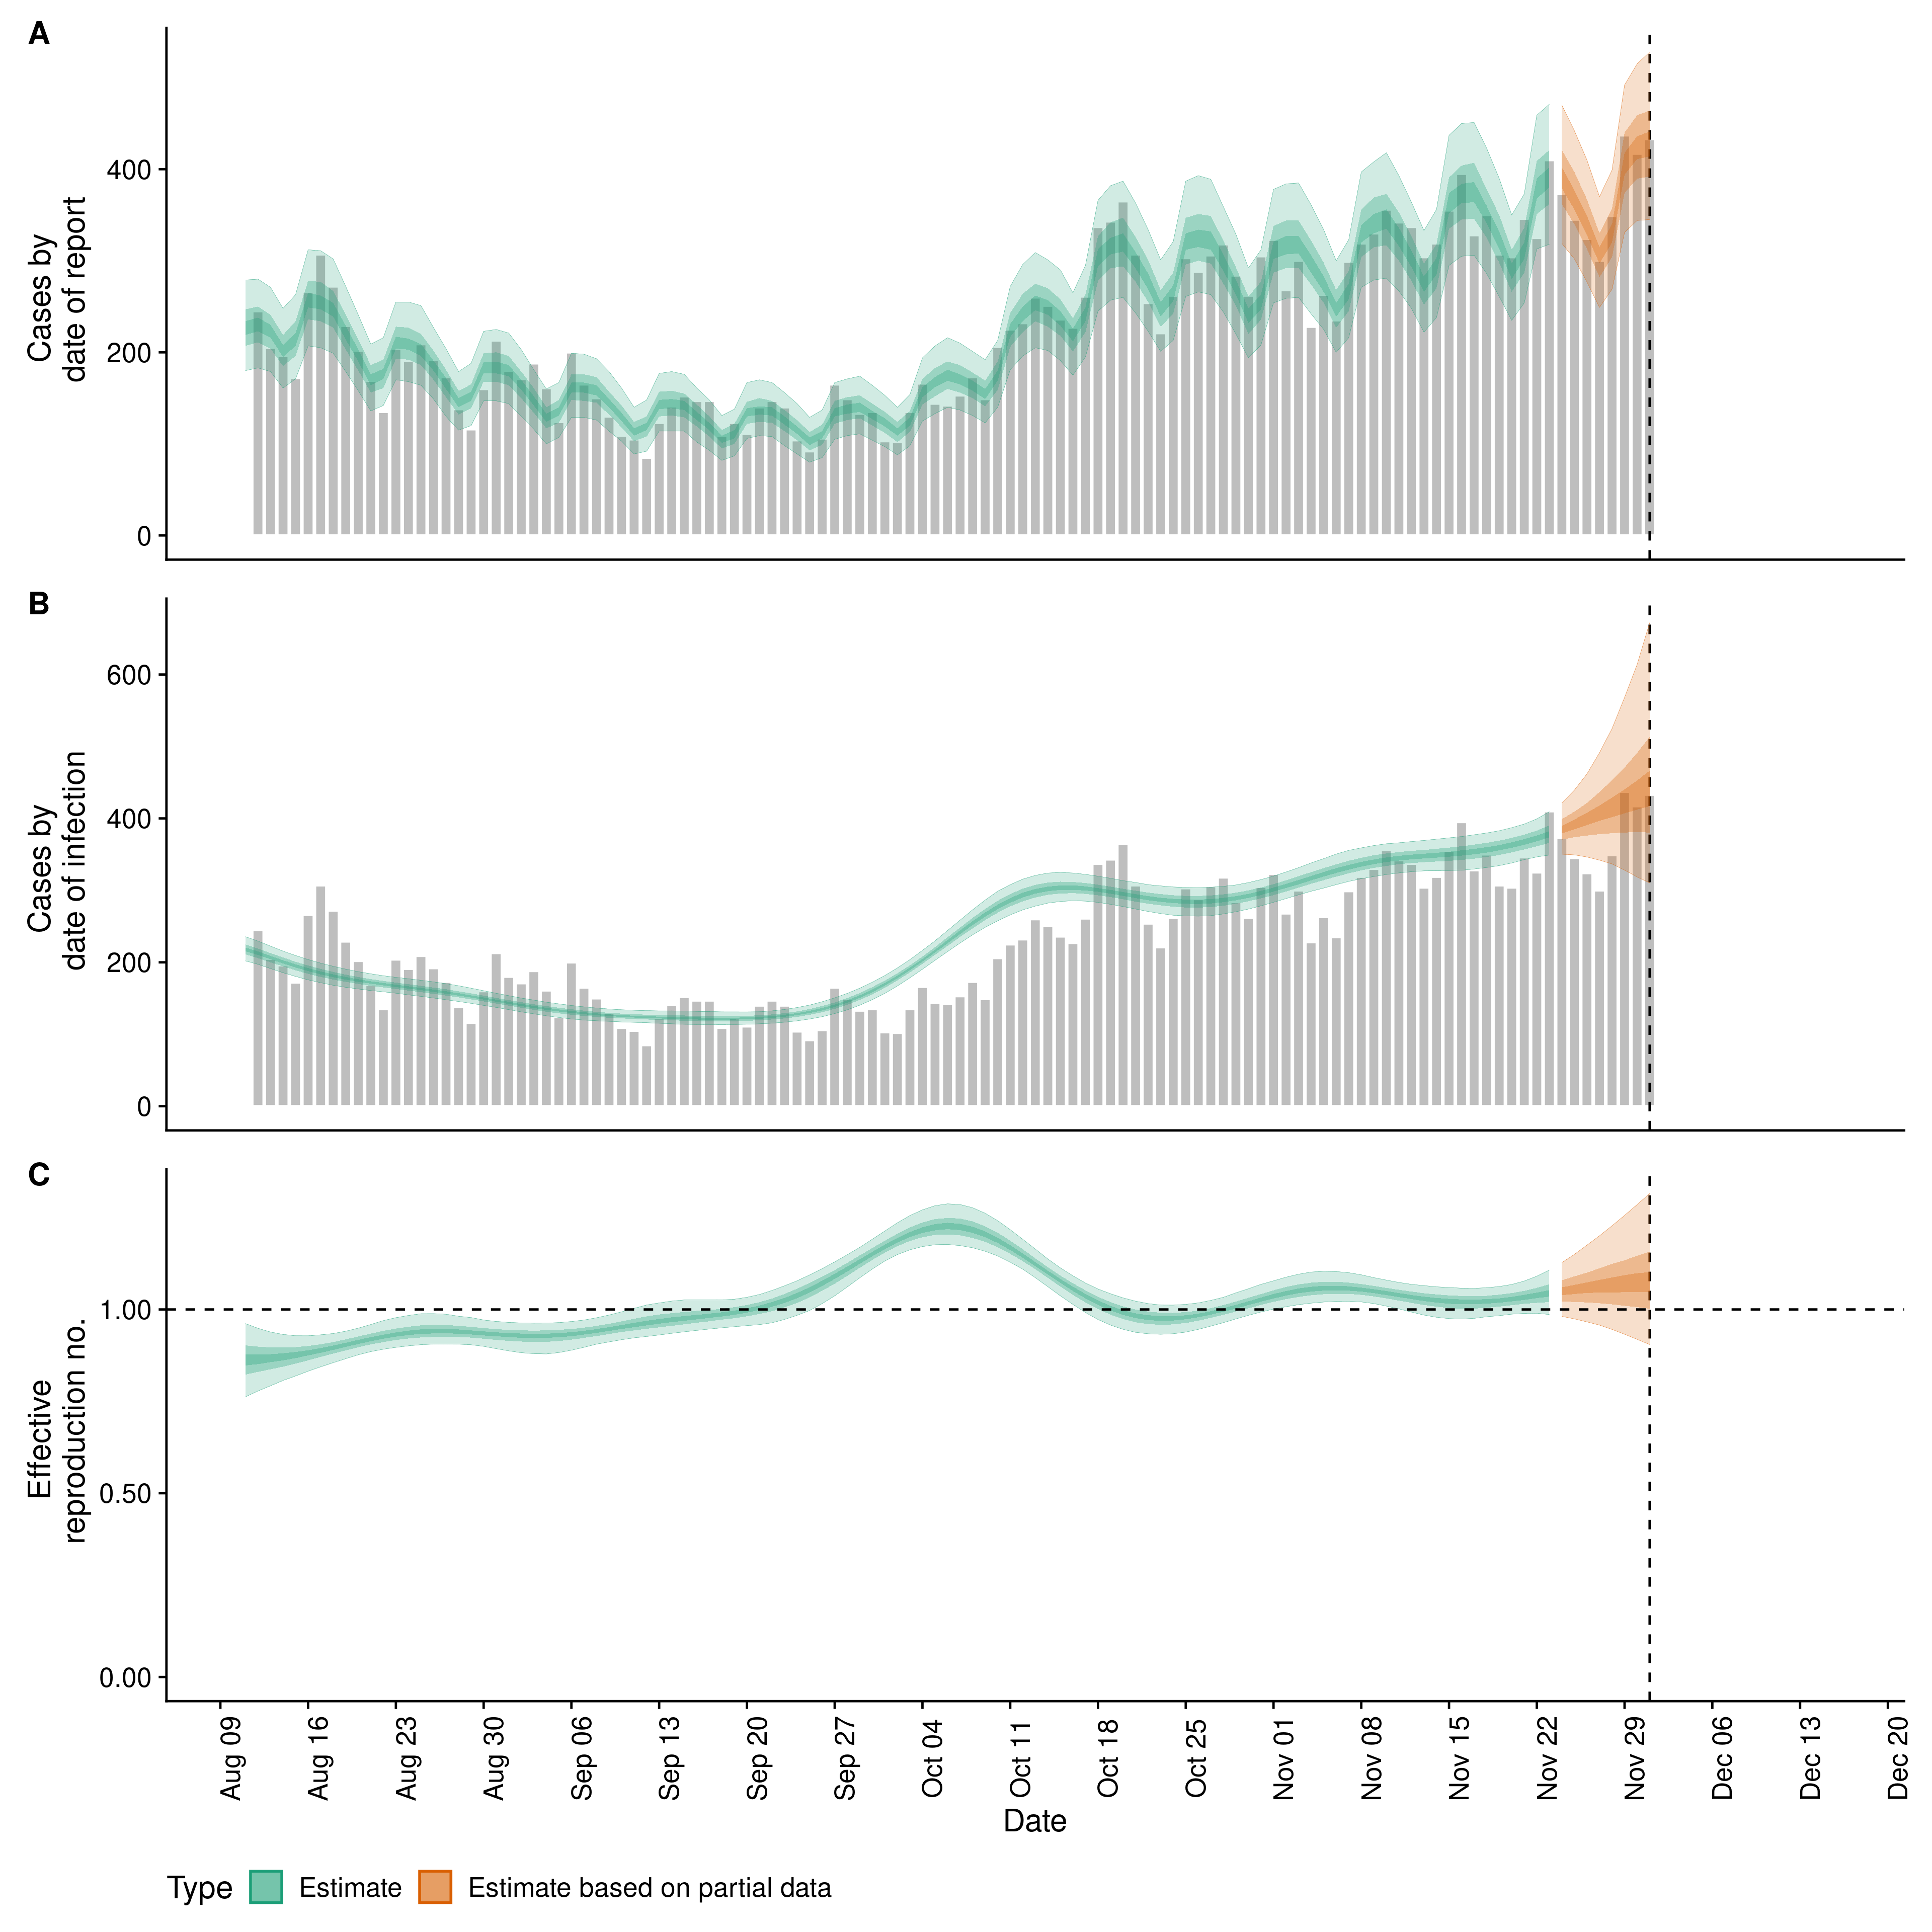 A
Cases by
date of report
400
200
0
B
Cases by
date of infection
600
400
200
0
C
Effective
reproduction no.
1.00
0.50
0.00
Aug 09
Aug 16
Aug 23
Aug 30
Sep 06
Sep 13
Sep 20
Sep 27
Oct 04
Oct 11
Oct 18
Oct 25
Nov 01
Nov 08
Nov 15
Nov 22
Nov 29
Dec 06
Dec 13
Dec 20
Date
Type Estimate Estimate based on partial data